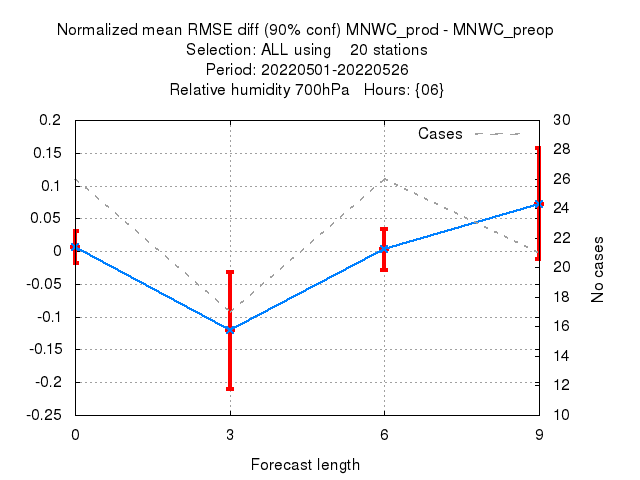 Normalized mean RMSE diff (90% conf) MNWC_prod - MNWC_preop
Selection: ALL using    20 stations
Period: 20220501-20220526
Relative humidity 700hPa   Hours: {06}
Cases
0.2
0.15
0.1
0.05
0
-0.05
-0.1
-0.15
-0.2
-0.25
30
28
26
24
22
20
18
16
14
12
10
No cases
0 3 6 9
Forecast length